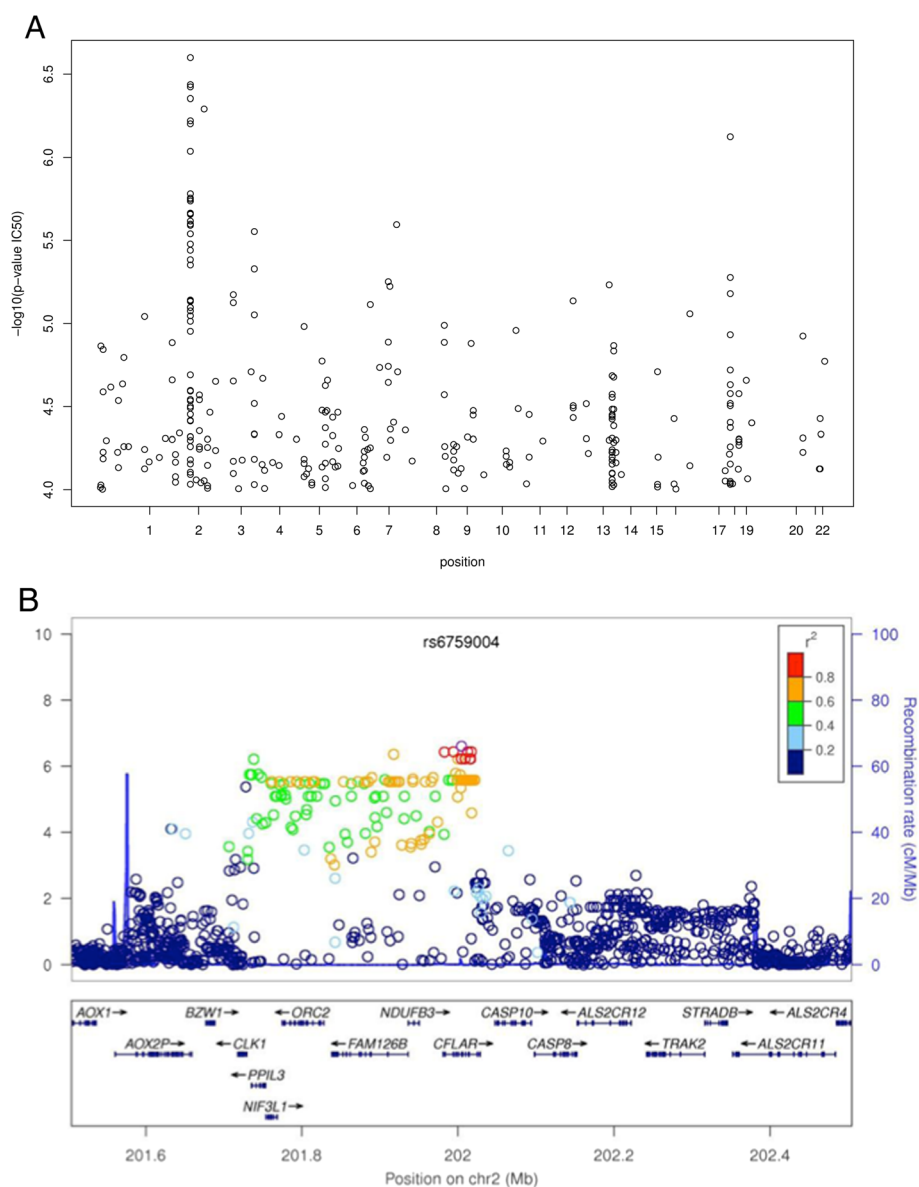 A
6.5
6.0
5.5
5.0
4.5
4.0
-log10(p-value IC50)
1 2 3 4 5 6 7 8 9 10 11 12 13 14 15 17 19 20 22
position
B
rs6759004
r²
0.8
0.6
0.4
0.2
10
8
6
4
2
0
100
80
60
40
20
0
Recombination rate (cM/Mb)
AOX1→ BZW1→ ←ORC2 NDUFB3→ CASP10→ ←ALS2CR12 STRADB→ ←ALS2CR4
AOX2P→ ←CLK1 ←FAM126B CFLAR→ CASP8→ ←TRAK2 ←ALS2CR11
←PPIL3
NIF3L1→
201.6 201.8 202 202.2 202.4
Position on chr2 (Mb)